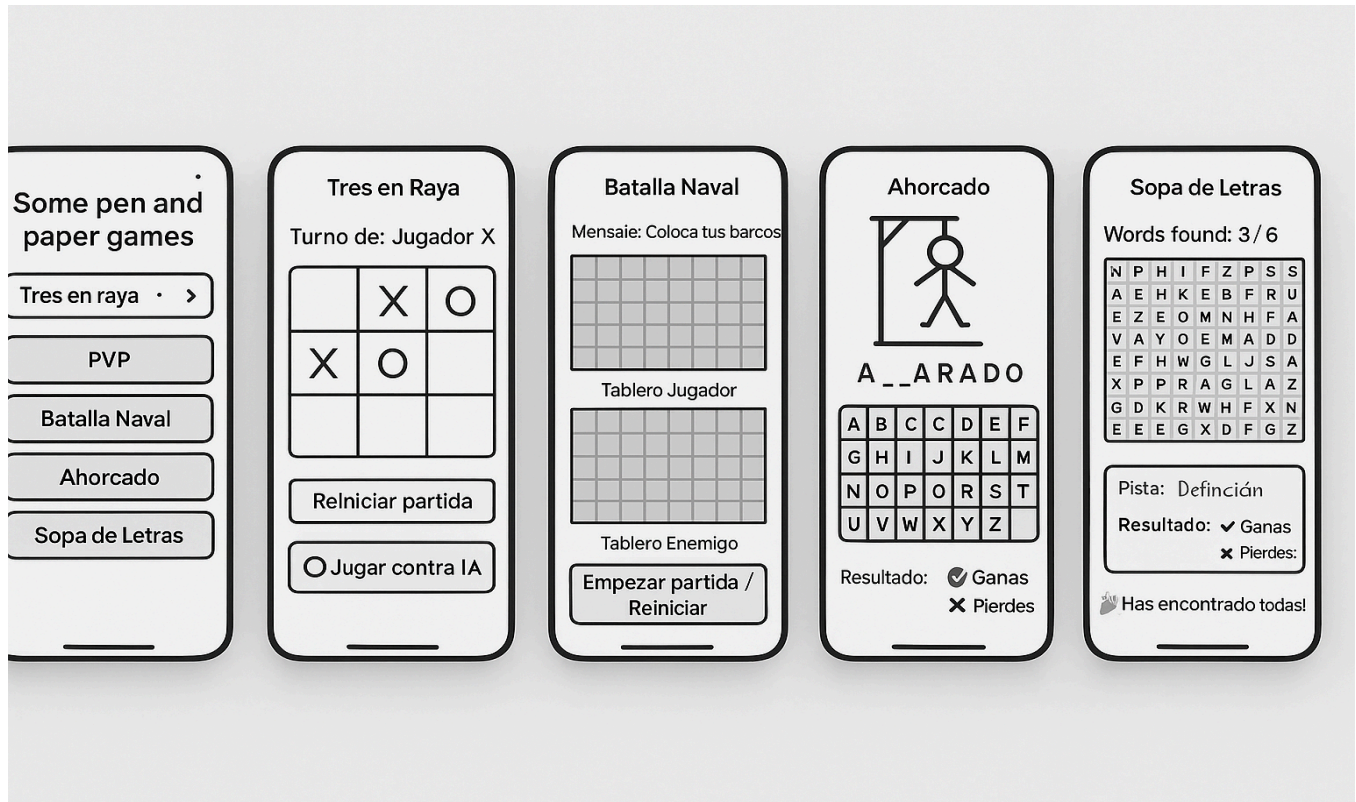 Some pen and
paper games
Tres en raya · >
PVP
Batalla Naval
Ahorcado
Sopa de Letras
Tres en Raya
Turno de: Jugador X
X O
X O
ReIniciar partida
Jugar contra IA
Batalla Naval
Mensaie: Coloca tus barcos
Tablero Jugador
Tablero Enemigo
Empezar partida /
Reiniciar
Ahorcado
A__ARADO
A B C C D E F
G H I J K L M
N O P O R S T
U V W X Y Z
Resultado: ✓ Ganas
✗ Pierdes
Sopa de Letras
Words found: 3/6
N P H I F Z P S S
A E H K E B F R U
E Z E O M N H F A
V A Y O E M A D D
E F H W G L J S A
X P P R A G L A Z
G D K R W H F X N
E E E G X D F G Z
Pista: Definción
Resultado: ✓ Ganas
✗ Pierdes:
Has encontrado todas!